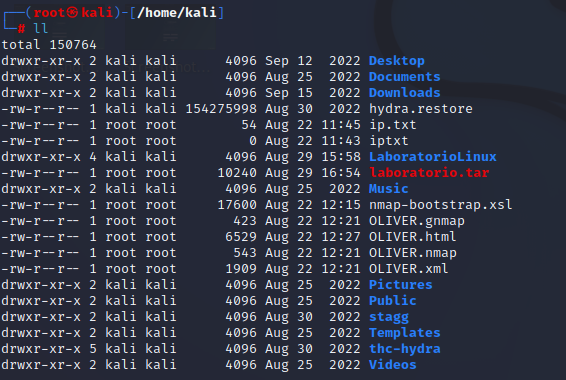 ┌──(root㉿kali)-[/home/kali]
└─# ll
total 150764
drwxr-xr-x 2 kali kali      4096 Sep 12  2022 Desktop
drwxr-xr-x 2 kali kali      4096 Aug 25  2022 Documents
drwxr-xr-x 2 kali kali      4096 Sep 15  2022 Downloads
-rw-r--r-- 1 kali kali 154275998 Aug 30  2022 hydra.restore
-rw-r--r-- 1 root root        54 Aug 22 11:45 ip.txt
-rw-r--r-- 1 root root         0 Aug 22 11:43 iptxt
drwxr-xr-x 4 kali kali      4096 Aug 29 15:58 LaboratorioLinux
-rw-r--r-- 1 root root     10240 Aug 29 16:54 laboratorio.tar
drwxr-xr-x 2 kali kali      4096 Aug 25  2022 Music
-rw-r--r-- 1 root root     17600 Aug 22 12:15 nmap-bootstrap.xsl
-rw-r--r-- 1 root root       423 Aug 22 12:21 OLIVER.gnmap
-rw-r--r-- 1 root root      6529 Aug 22 12:27 OLIVER.html
-rw-r--r-- 1 root root       543 Aug 22 12:21 OLIVER.nmap
-rw-r--r-- 1 root root      1909 Aug 22 12:21 OLIVER.xml
drwxr-xr-x 2 kali kali      4096 Aug 25  2022 Pictures
drwxr-xr-x 2 kali kali      4096 Aug 25  2022 Public
drwxr-xr-x 2 kali kali      4096 Aug 30  2022 stagg
drwxr-xr-x 2 kali kali      4096 Aug 25  2022 Templates
drwxr-xr-x 5 kali kali      4096 Aug 30  2022 thc-hydra
drwxr-xr-x 2 kali kali      4096 Aug 25  2022 Videos